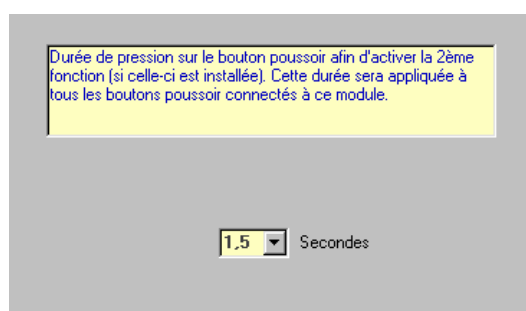 Durée de pression sur le bouton poussoir afin d'activer la 2ème
fonction (si celle-ci est installée). Cette durée sera appliquée à
tous les boutons poussoir connectés à ce module.
1,5 Secondes